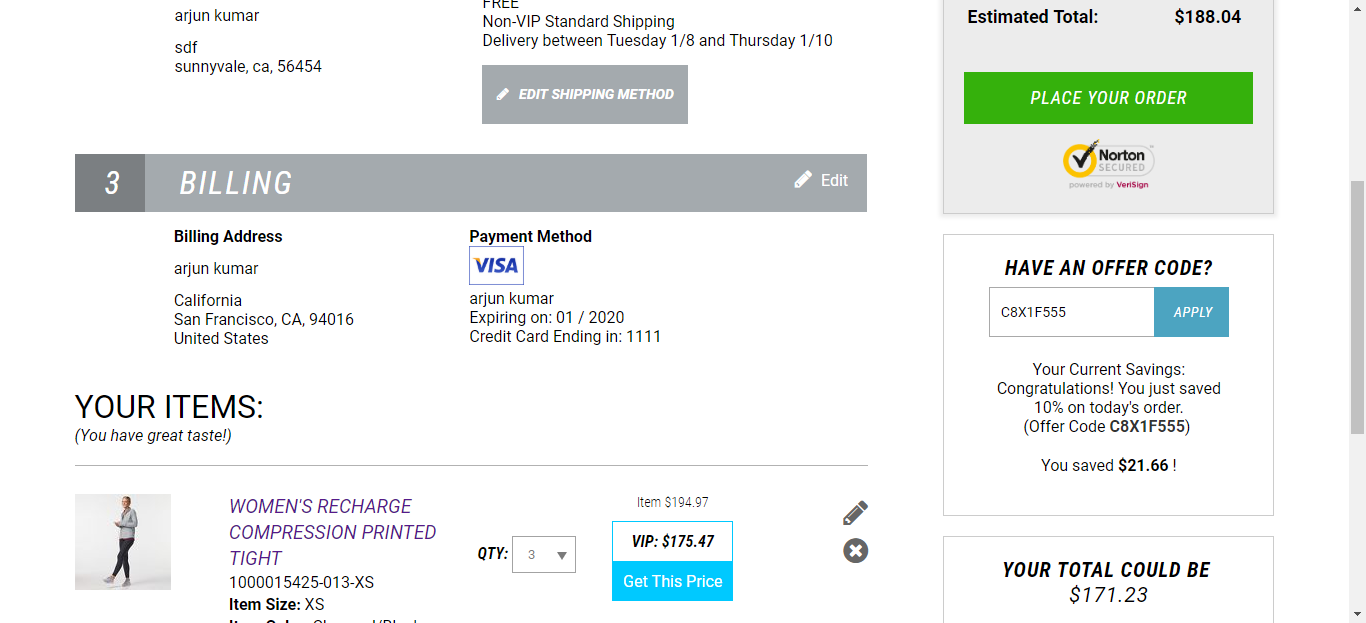 arjun kumar
sdf
sunnyvale, ca, 56454
FREE
Non-VIP Standard Shipping
Delivery between Tuesday 1/8 and Thursday 1/10
EDIT SHIPPING METHOD
3 BILLING
Edit
Billing Address
arjun kumar
California
San Francisco, CA, 94016
United States
Payment Method
VISA
arjun kumar
Expiring on: 01 / 2020
Credit Card Ending in: 1111
YOUR ITEMS:
(You have great taste!)
WOMEN'S RECHARGE
COMPRESSION PRINTED
TIGHT
1000015425-013-XS
Item Size: XS
QTY: 3
Item $194.97
VIP: $175.47
Get This Price
Estimated Total: $188.04
PLACE YOUR ORDER
Norton
SECURED
powered by VeriSign
HAVE AN OFFER CODE?
C8X1F555
APPLY
Your Current Savings:
Congratulations! You just saved
10% on today's order.
(Offer Code C8X1F555)
You saved $21.66 !
YOUR TOTAL COULD BE
$171.23